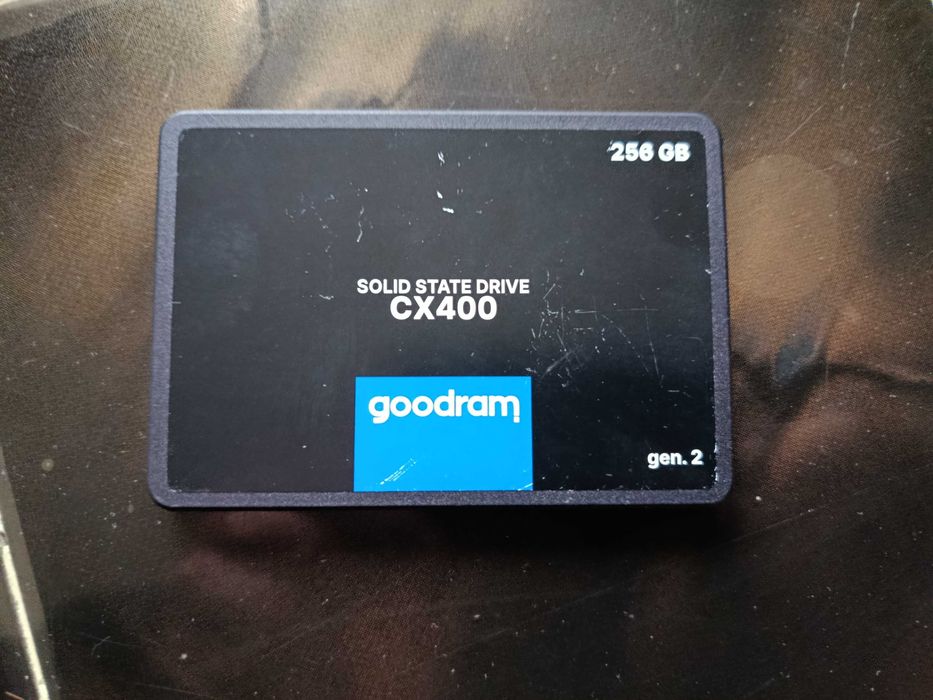 256 GB
SOLID STATE DRIVE
CX400
goodram
gen. 2